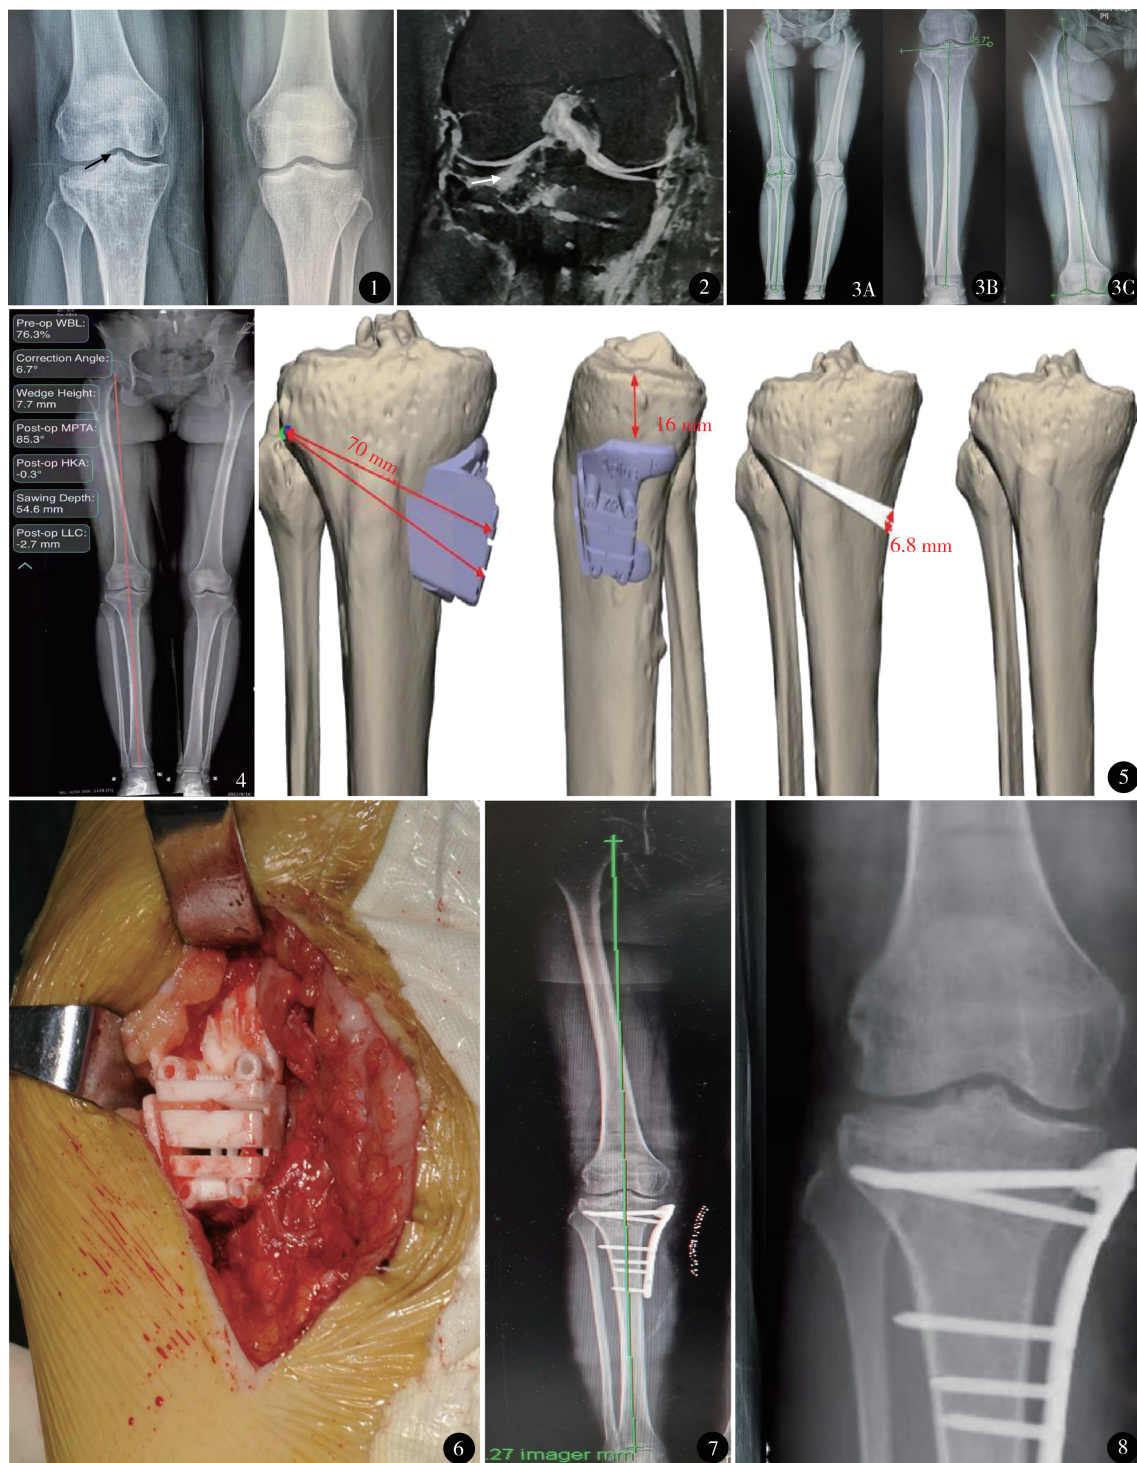 1
2
[H]
3A
95.7°
3B
3C
Pre-op WBL:
76.3%
Correction Angle:
6.7°
Wedge Height:
7.7 mm
Post-op MPTA:
85.3°
Post-op HKA:
-0.3°
Sawing Depth:
54.6 mm
Post-op LLC:
-2.7 mm
4
70 mm
16 mm
6.8 mm
5
6
.27 imager mm
7
8